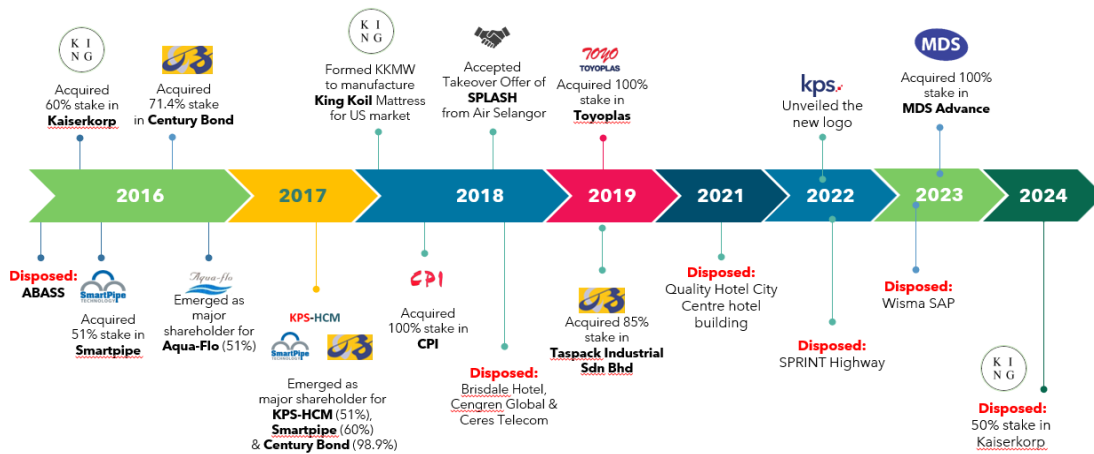 K I
N G
Acquired
60% stake in
Kaiserkorp
CB
Acquired
71.4% stake
in Century Bond
K I
N G
Formed KKMW
to manufacture
King Koil Mattress
for US market
Accepted
Takeover Offer of
SPLASH
from Air Selangor
TOYO
TOYOPLAS
Acquired 100%
stake in
Toyoplas
kps
Unveiled the
new logo
MDS
Acquired 100%
stake in
MDS Advance
2016
2017
2018
2019
2021
2022
2023
2024
Disposed:
ABASS
SmartPipe
TECHNOLOGY
Acquired
51% stake in
Smartpipe
Aqua-flo
Emerged as
major
shareholder for
Aqua-Flo (51%)
KPS-HCM
SmartPipe
TECHNOLOGY
CB
Emerged as
major shareholder for
KPS-HCM (51%),
Smartpipe (60%)
& Century Bond (98.9%)
CPI
Acquired
100% stake in
CPI
Disposed:
Brisdale Hotel,
Cengren Global &
Ceres Telecom
CB
Acquired 85%
stake in
Taspack Industrial
Sdn Bhd
Disposed:
Quality Hotel City
Centre hotel
building
Disposed:
SPRINT Highway
Disposed:
Wisma SAP
K I
N G
Disposed:
50% stake in
Kaiserkorp